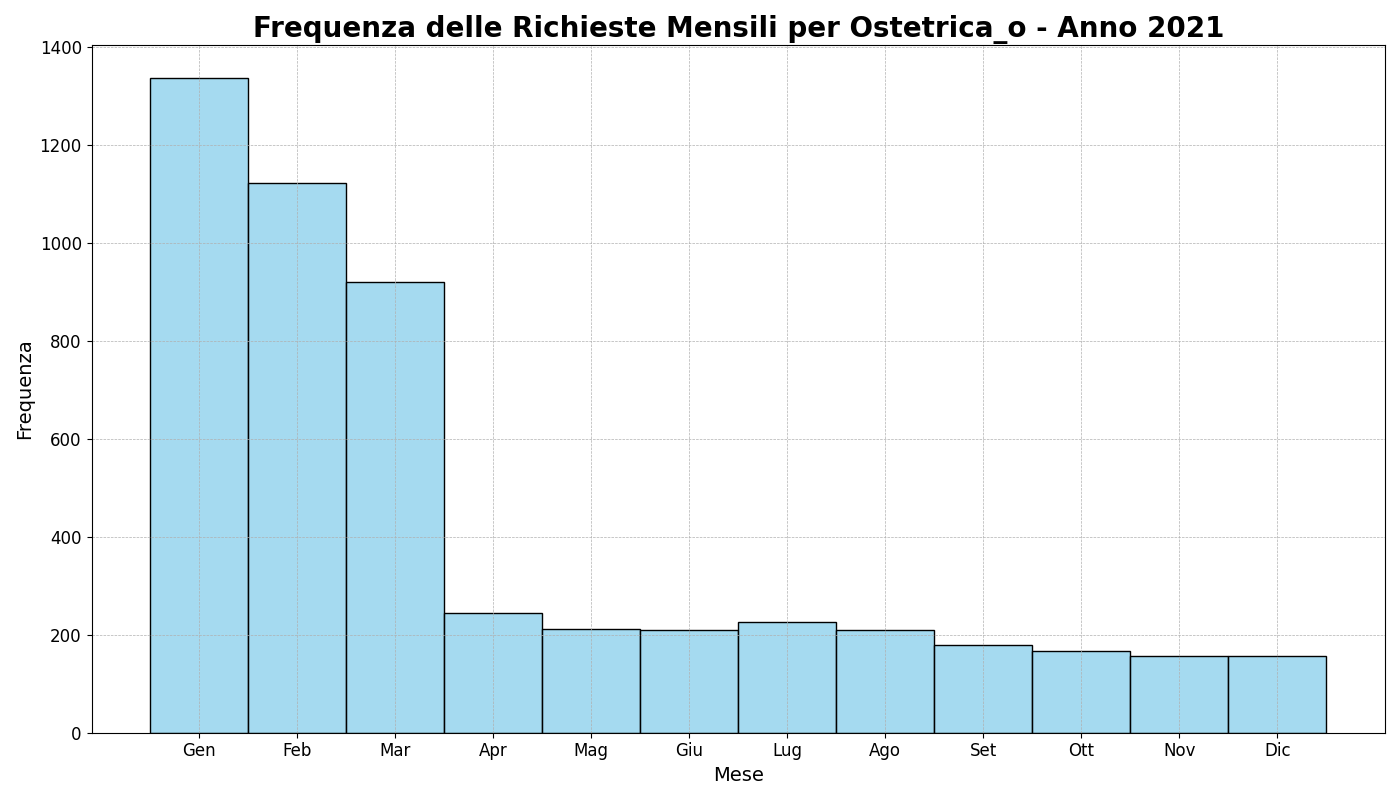 Frequenza delle Richieste Mensili per Ostetrica_o - Anno 2021
1400
1200
1000
800
600
400
200
0
Frequenza
Gen Feb Mar Apr Mag Giu Lug Ago Set Ott Nov Dic
Mese